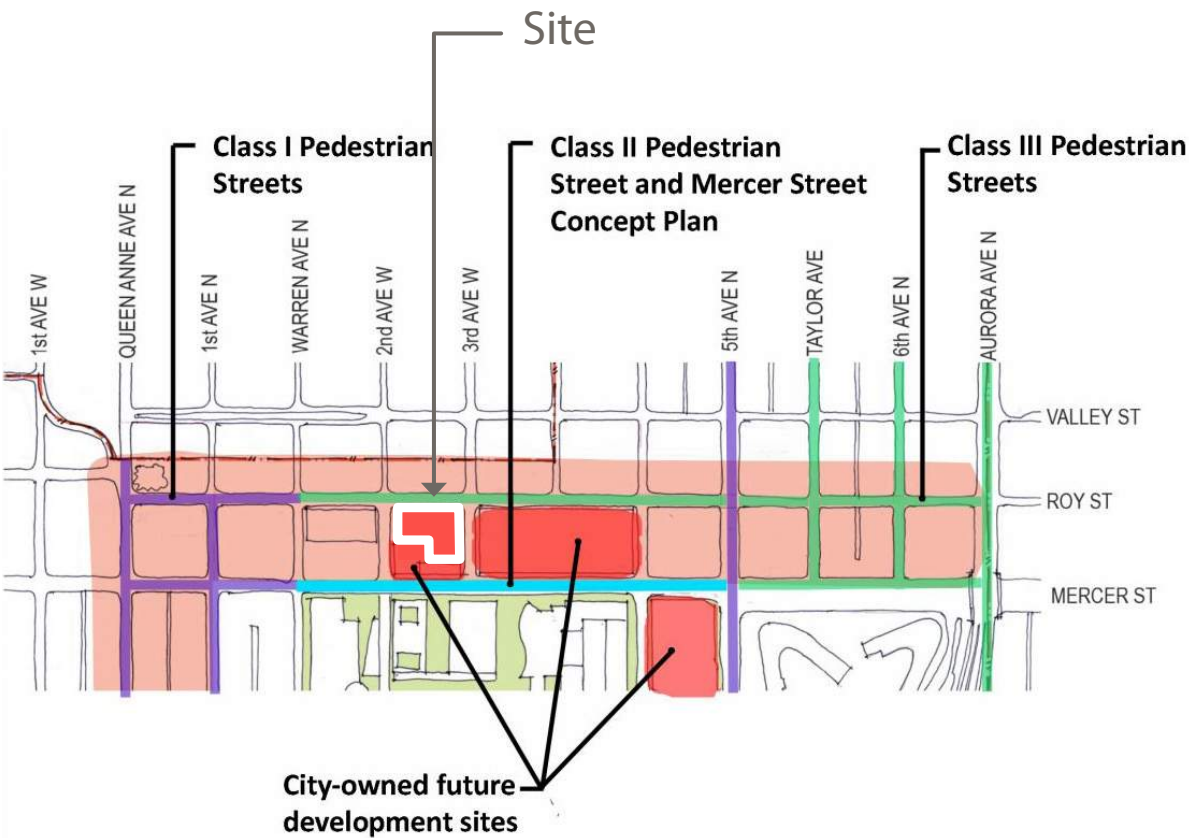 Site
Class I Pedestrian
Streets
Class II Pedestrian
Street and Mercer Street
Concept Plan
Class III Pedestrian
Streets
1st AVE W
QUEEN ANNE AVE N
1st AVE N
WARREN AVE N
2nd AVE W
3rd AVE W
5th AVE N
TAYLOR AVE
6th AVE N
AURORA AVE N
VALLEY ST
ROY ST
MERCER ST
City-owned future
development sites